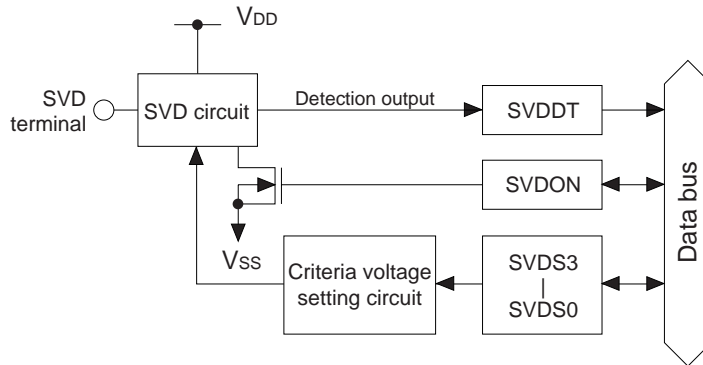 VDD
SVD
terminal
SVD circuit
Detection output
SVDDT
SVDON
VSS
Criteria voltage
setting circuit
SVDS3
SVDS0
Data bus